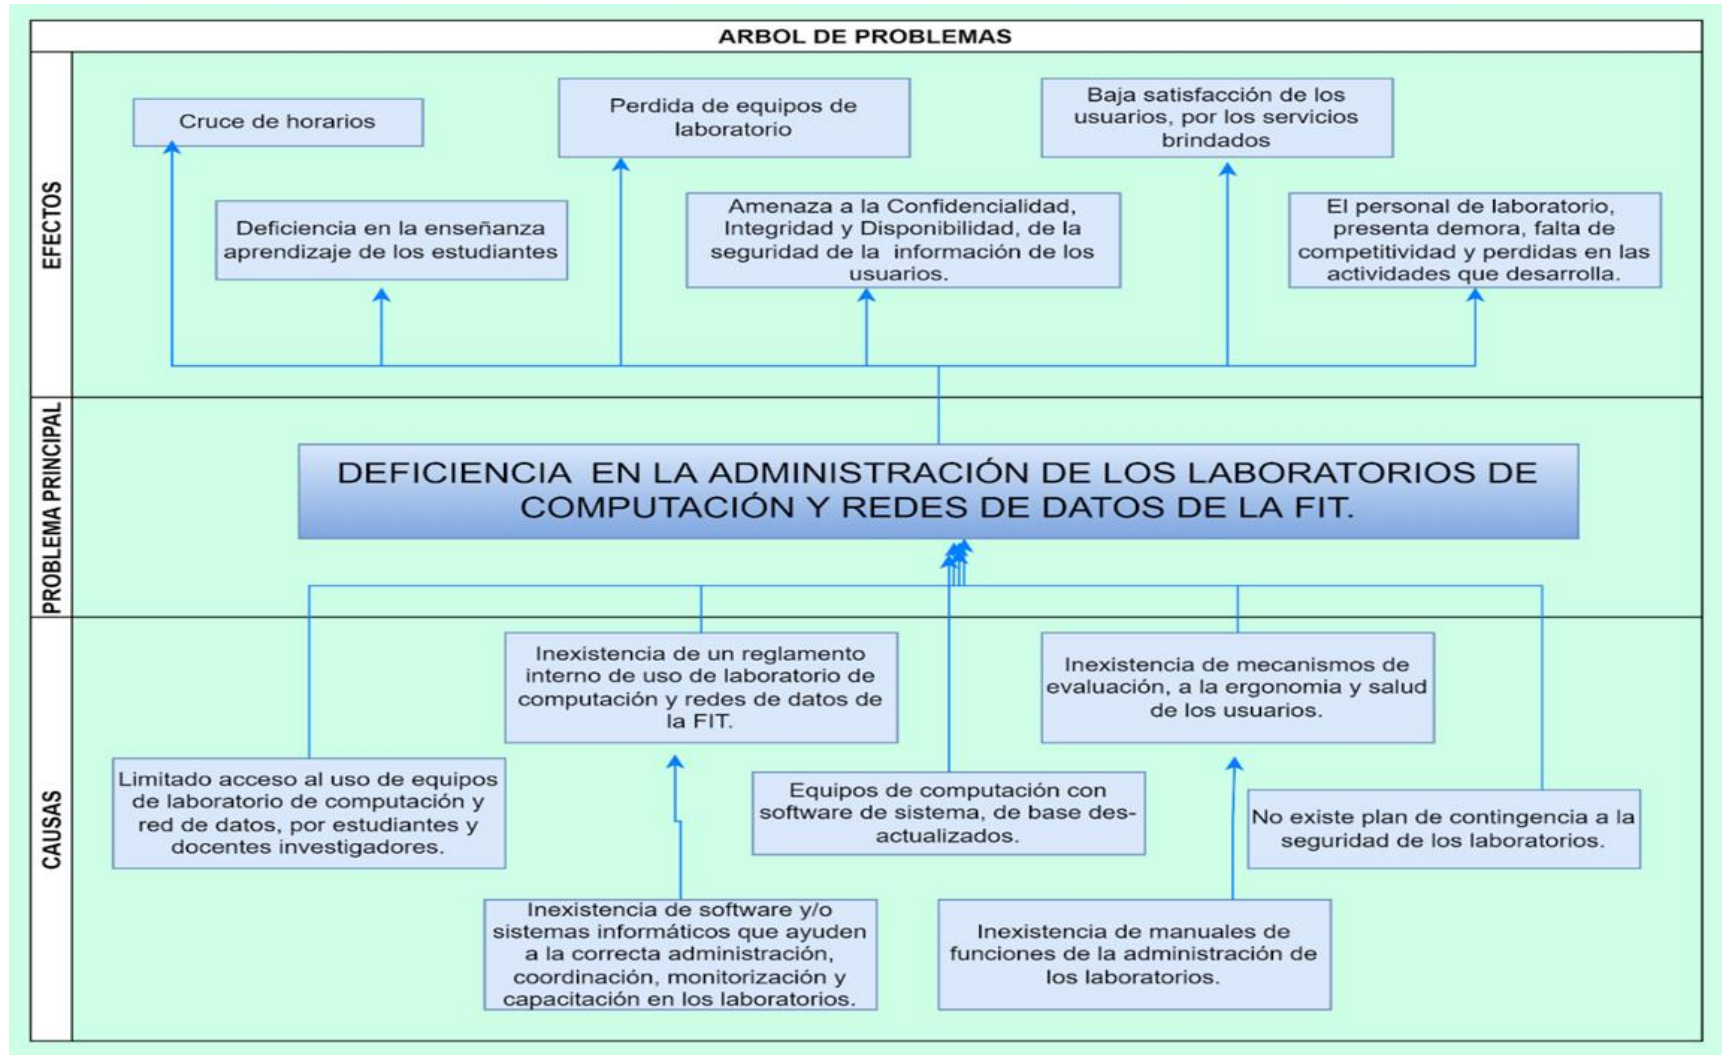 ARBOL DE PROBLEMAS
EFECTOS
Cruce de horarios
Perdida de equipos de
laboratorio
Baja satisfacción de los
usuarios, por los servicios
brindados
Deficiencia en la enseñanza
aprendizaje de los estudiantes
Amenaza a la Confidencialidad,
Integridad y Disponibilidad, de la
seguridad de la información de los
usuarios.
El personal de laboratorio,
presenta demora, falta de
competitividad y perdidas en las
actividades que desarrolla.
PROBLEMA PRINCIPAL
DEFICIENCIA EN LA ADMINISTRACIÓN DE LOS LABORATORIOS DE
COMPUTACIÓN Y REDES DE DATOS DE LA FIT.
CAUSAS
Inexistencia de un reglamento
interno de uso de laboratorio de
computación y redes de datos de
la FIT.
Inexistencia de mecanismos de
evaluación, a la ergonomia y salud
de los usuarios.
Limitado acceso al uso de equipos
de laboratorio de computación y
red de datos, por estudiantes y
docentes investigadores.
Equipos de computación con
software de sistema, de base des-
actualizados.
No existe plan de contingencia a la
seguridad de los laboratorios.
Inexistencia de software y/o
sistemas informáticos que ayuden
a la correcta administración,
coordinación, monitorización y
capacitación en los laboratorios.
Inexistencia de manuales de
funciones de la administración de
los laboratorios.